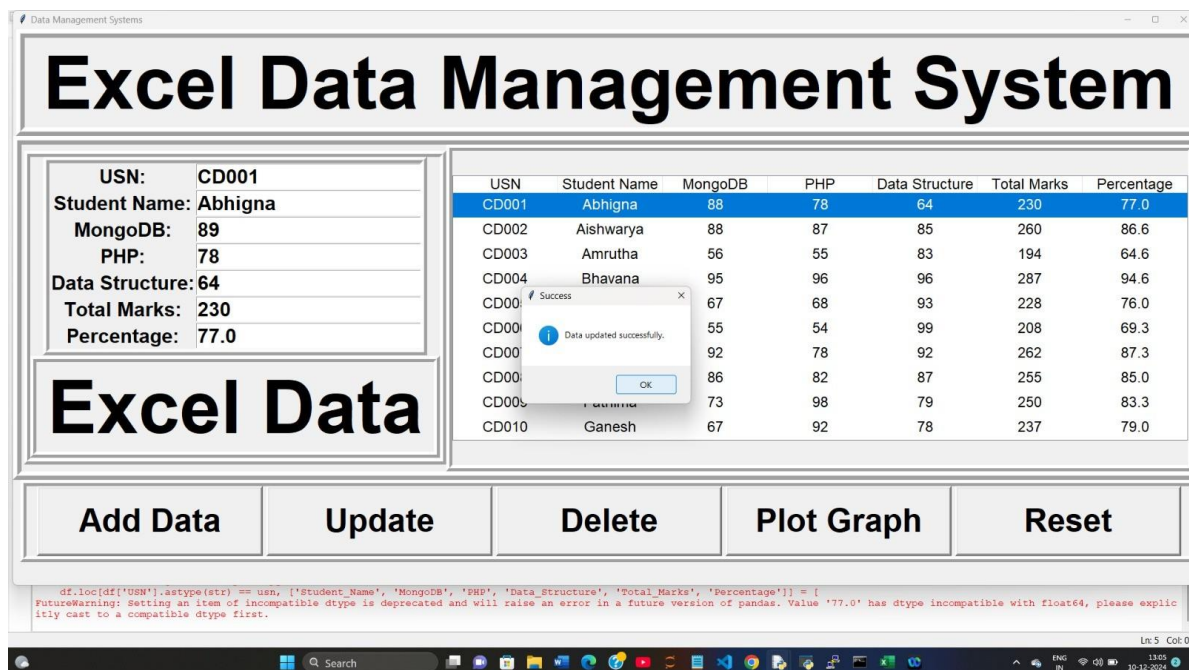 Data Management Systems
Excel Data Management System
USN: CD001
Student Name: Abhigna
MongoDB: 89
PHP: 78
Data Structure: 64
Total Marks: 230
Percentage: 77.0
Excel Data
USN Student Name MongoDB PHP Data Structure Total Marks Percentage
CD001 Abhigna 88 78 64 230 77.0
CD002 Aishwarya 88 87 85 260 86.6
CD003 Amrutha 56 55 83 194 64.6
CD004 Bhavana 95 96 96 287 94.6
67 68 93 228 76.0
55 54 99 208 69.3
92 78 92 262 87.3
86 82 87 255 85.0
CD009 73 98 79 250 83.3
CD010 Ganesh 67 92 78 237 79.0
Success
Data updated successfully.
OK
Add Data Update Delete Plot Graph Reset
df.loc[df['USN'].astype(str) == usn, ['Student_Name', 'MongoDB', 'PHP', 'Data_Structure', 'Total_Marks', 'Percentage']] = [
FutureWarning: Setting an item of incompatible dtype is deprecated and will raise an error in a future version of pandas. Value '77.0' has dtype incompatible with float64, please explic
itly cast to a compatible dtype first.
Ln: 5 Col: 0
Search
ENG
IN
13:05
10-12-2024